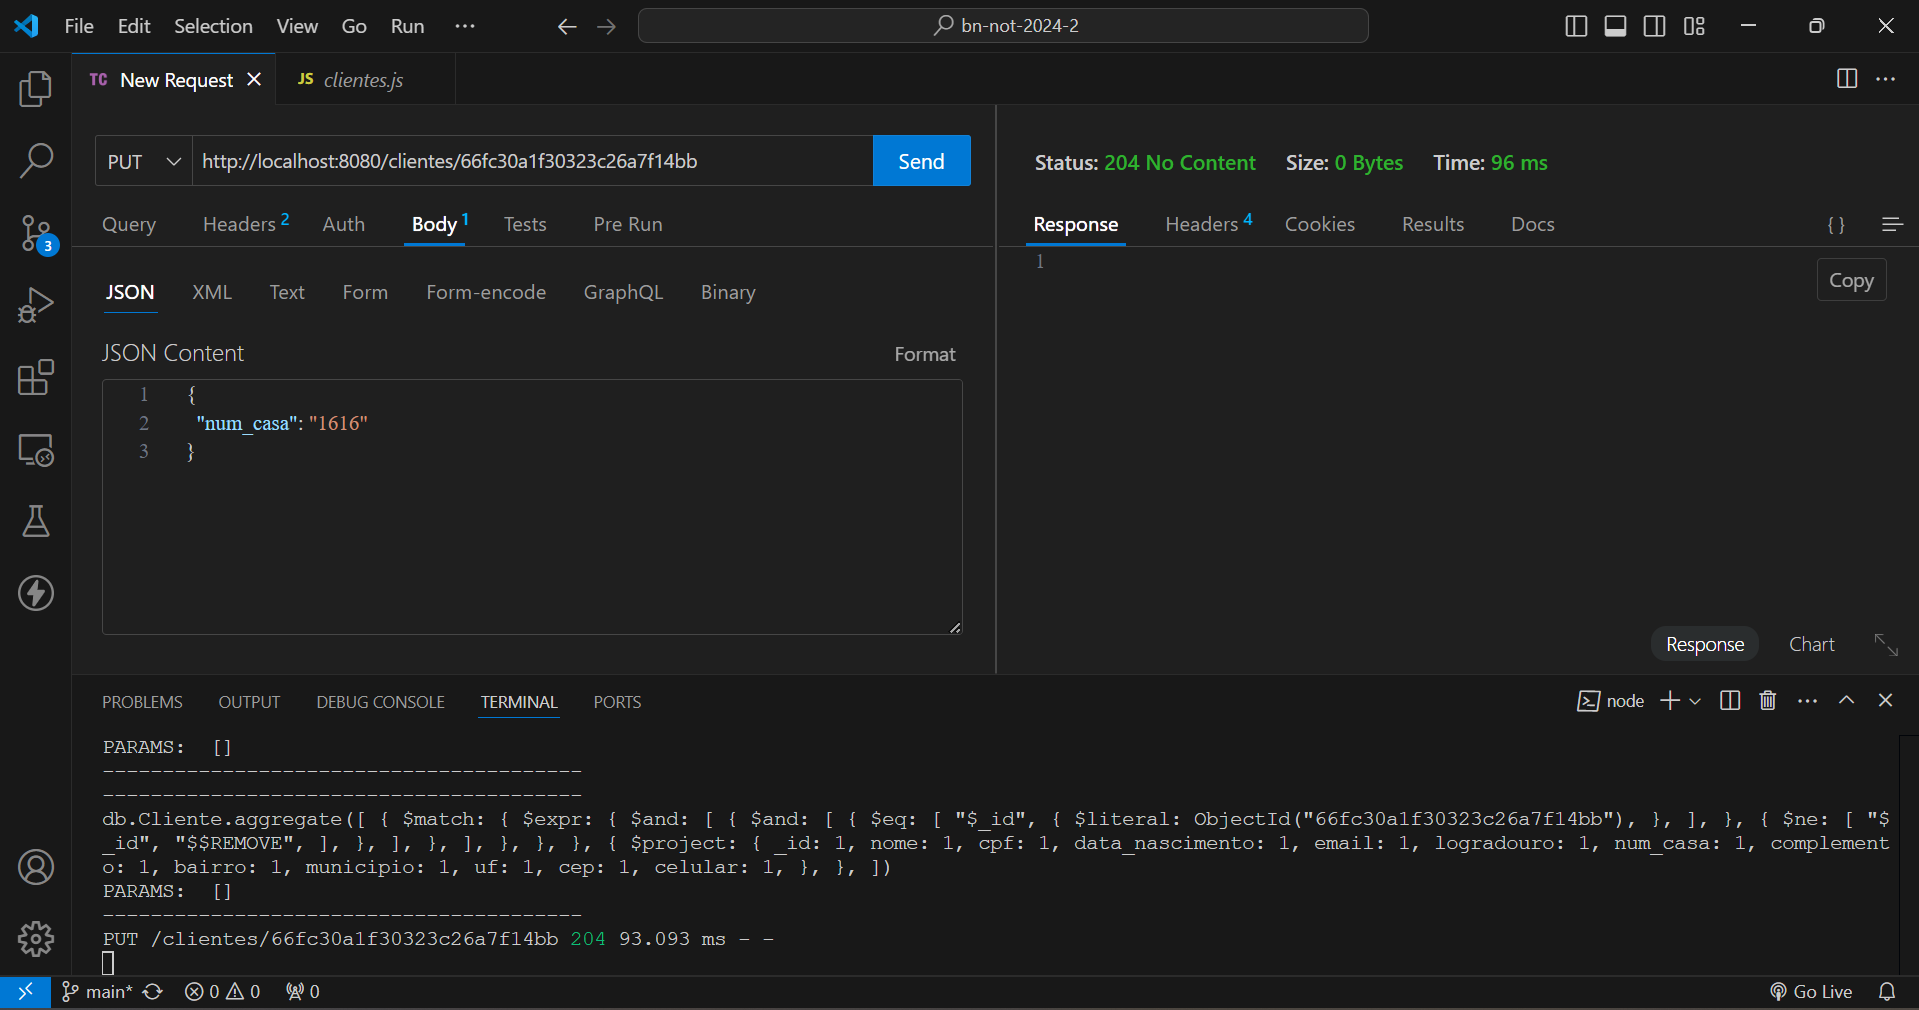 File Edit Selection View Go Run ··· bn-not-2024-2
TC New Request JS clientes.js
PUT http://localhost:8080/clientes/66fc30a1f30323c26a7f14bb Send
Status: 204 No Content Size: 0 Bytes Time: 96 ms
Query Headers 2 Auth Body 1 Tests Pre Run
Response Headers 4 Cookies Results Docs { }
3
1
Copy
JSON XML Text Form Form-encode GraphQL Binary
JSON Content Format
1 {
2 "num_casa": "1616"
3 }
Response Chart
PROBLEMS OUTPUT DEBUG CONSOLE TERMINAL PORTS node
PARAMS: []
----------------------------------------
----------------------------------------
db.Cliente.aggregate([ { $match: { $expr: { $and: [ { $and: [ { $eq: [ "$_id", { $literal: ObjectId("66fc30a1f30323c26a7f14bb"), }, ], }, { $ne: [ "$
_id", "$$REMOVE", ], }, ], }, ], }, }, }, { $project: { _id: 1, nome: 1, cpf: 1, data_nascimento: 1, email: 1, logradouro: 1, num_casa: 1, complement
o: 1, bairro: 1, municipio: 1, uf: 1, cep: 1, celular: 1, }, }, ])
PARAMS: []
----------------------------------------
PUT /clientes/66fc30a1f30323c26a7f14bb 204 93.093 ms - -
main* 0 0 0 Go Live